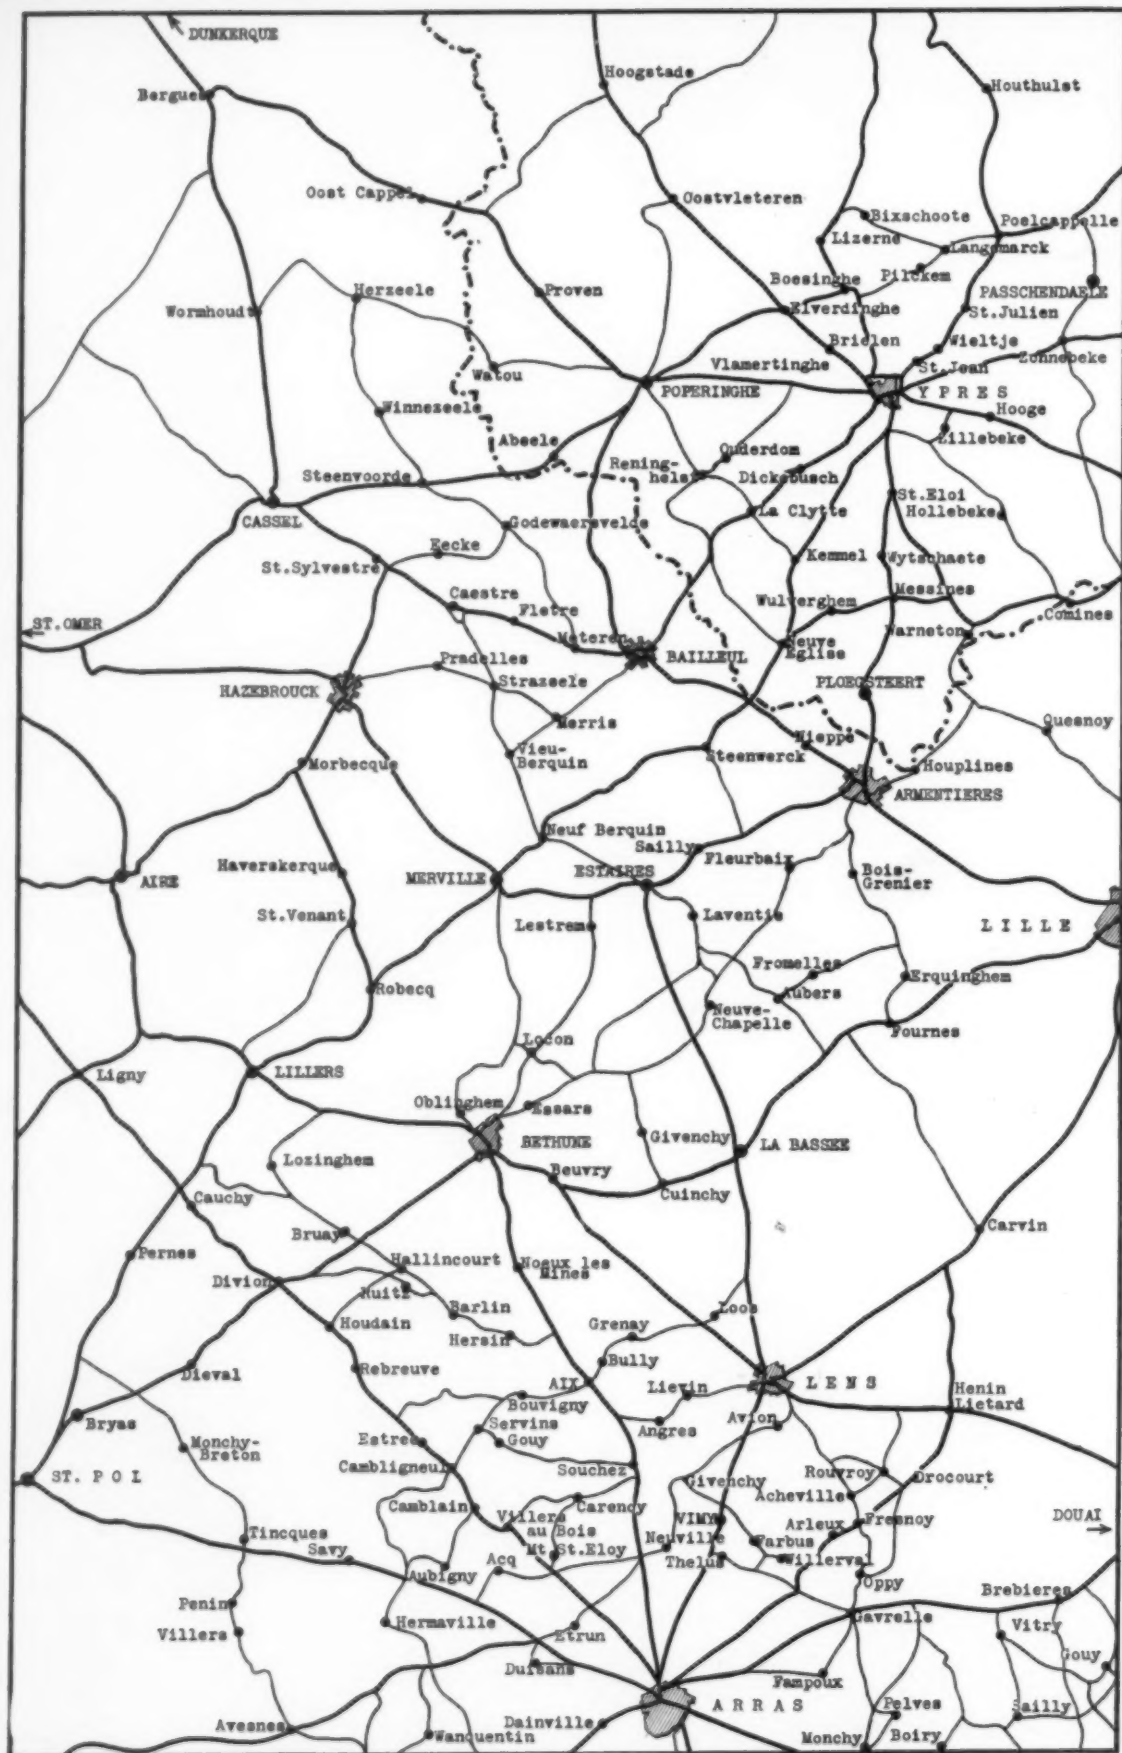 DUNKERQUE
Hoogstade
Bergues
Houthulst
Oost Cappel
Oostvleteren
Bixschoote
Poelcappelle
Lizerne
Langemarck
Boesinghe
Pilckem
PASSCHENDAELE
Herzeele
Proven
Wormhoudt
Elverdinghe
St.Julien
Brielen
Wieltje
Zonnebeke
Vlamertinghe
St.Jean
Watou
POPERINGHE
YPRES
Winnezeele
Hooge
Abeele
Zillebeke
Ouderdom
Rening-
helst
Dickebusch
Steenvoorde
St.Eloi
CASSEL
Godewaersvelde
La Clytte
Hollebeke
Eecke
St.Sylvestre
Kemmel
Wytschaete
Caestre
Messines
Wulverghem
Fletre
Comines
ST.OMER
Meteren
Neuve
Eglise
Warneton
BAILLEUL
Pradelles
HAZEBROUCK
Strazeele
PLOEGSTEERT
Merris
Quesnoy
Nieppe
Vieu-
Berquin
Steenwerck
Morbecque
Houplines
ARMENTIERES
Neuf Berquin
Sailly
Fleurbaix
Haverskerque
AIRE
MERVILLE
ESTAIRES
Bois-
Grenier
St.Venant
Laventie
Lestrem
LILLE
Fromelles
Erquinghem
Robecq
Aubers
Neuve-
Chapelle
Fournes
Locon
Ligny
LILLERS
Oblinghem
Essars
BETHUNE
Givenchy
LA BASSEE
Lozinghem
Beuvry
Cuinchy
Cauchy
Carvin
Bruay
Pernes
Hallincourt
Noeux les
Mines
Divion
Ruitz
Barlin
Loos
Houdain
Hersin
Grenay
Bully
Dieval
Rebreuve
AIX
Lievin
LENS
Henin
Lietard
Bouvigny
Bryas
Servins
Angres
Avion
Monchy-
Breton
Estree
Gouy
ST. POL
Cambligneul
Souchez
Givenchy
Rouvroy
Drocourt
Acheville
Camblain
Carency
Villers
au Bois
VIMY
Arleux
Fresnoy
DOUAI
Tincques
Neuville
Farbus
Savy
Mt.St.Eloy
Acq
Thelus
Willerval
Aubigny
Oppy
Brebieres
Penin
Hermaville
Gavrelle
Villers
Etrun
Vitry
Duisans
Gouy
Fampoux
ARRAS
Pelves
Sailly
Avesnes
Dainville
Wanquentin
Monchy
Boiry